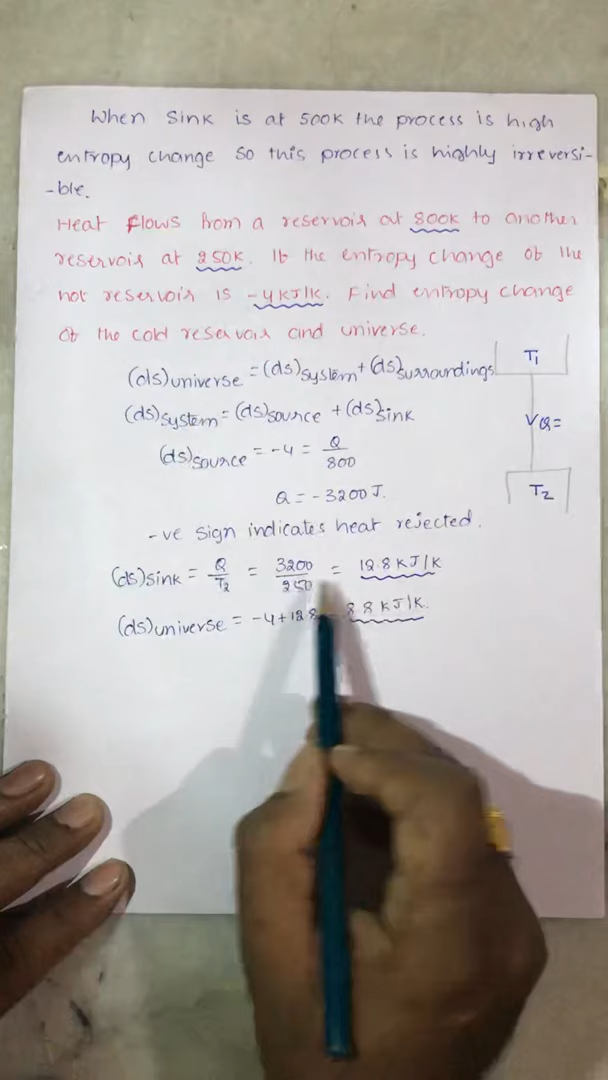 When Sink is at 500K the process is high
entropy change so this process is highly irreversi-
-ble.
Heat Flows from a reservoir at 800K to another
reservoir at 250K. If the entropy change of the
hot reservoir is -4KJ/K. Find entropy change
of the cold reservoir and universe.
(ds)universe = (ds)system + (ds)surroundings
(ds)system = (ds)source + (ds)sink
(ds)source = -4 = Q/800
Q = -3200 J.
-ve sign indicates heat rejected.
(ds)sink = Q/T2 = 3200/250 = 12.8 KJ/K
(ds)universe = -4+12.8 = 8.8 KJ/K.
T1
Q=
T2